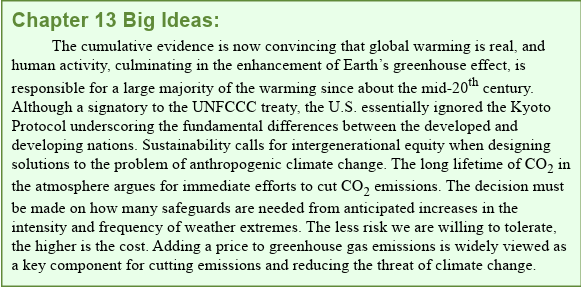 Chapter 13 Big Ideas:
The cumulative evidence is now convincing that global warming is real, and
human activity, culminating in the enhancement of Earth's greenhouse effect, is
responsible for a large majority of the warming since about the mid-20th century.
Although a signatory to the UNFCCC treaty, the U.S. essentially ignored the Kyoto
Protocol underscoring the fundamental differences between the developed and
developing nations. Sustainability calls for intergenerational equity when designing
solutions to the problem of anthropogenic climate change. The long lifetime of CO2 in
the atmosphere argues for immediate efforts to cut CO2 emissions. The decision must
be made on how many safeguards are needed from anticipated increases in the
intensity and frequency of weather extremes. The less risk we are willing to tolerate,
the higher is the cost. Adding a price to greenhouse gas emissions is widely viewed as
a key component for cutting emissions and reducing the threat of climate change.